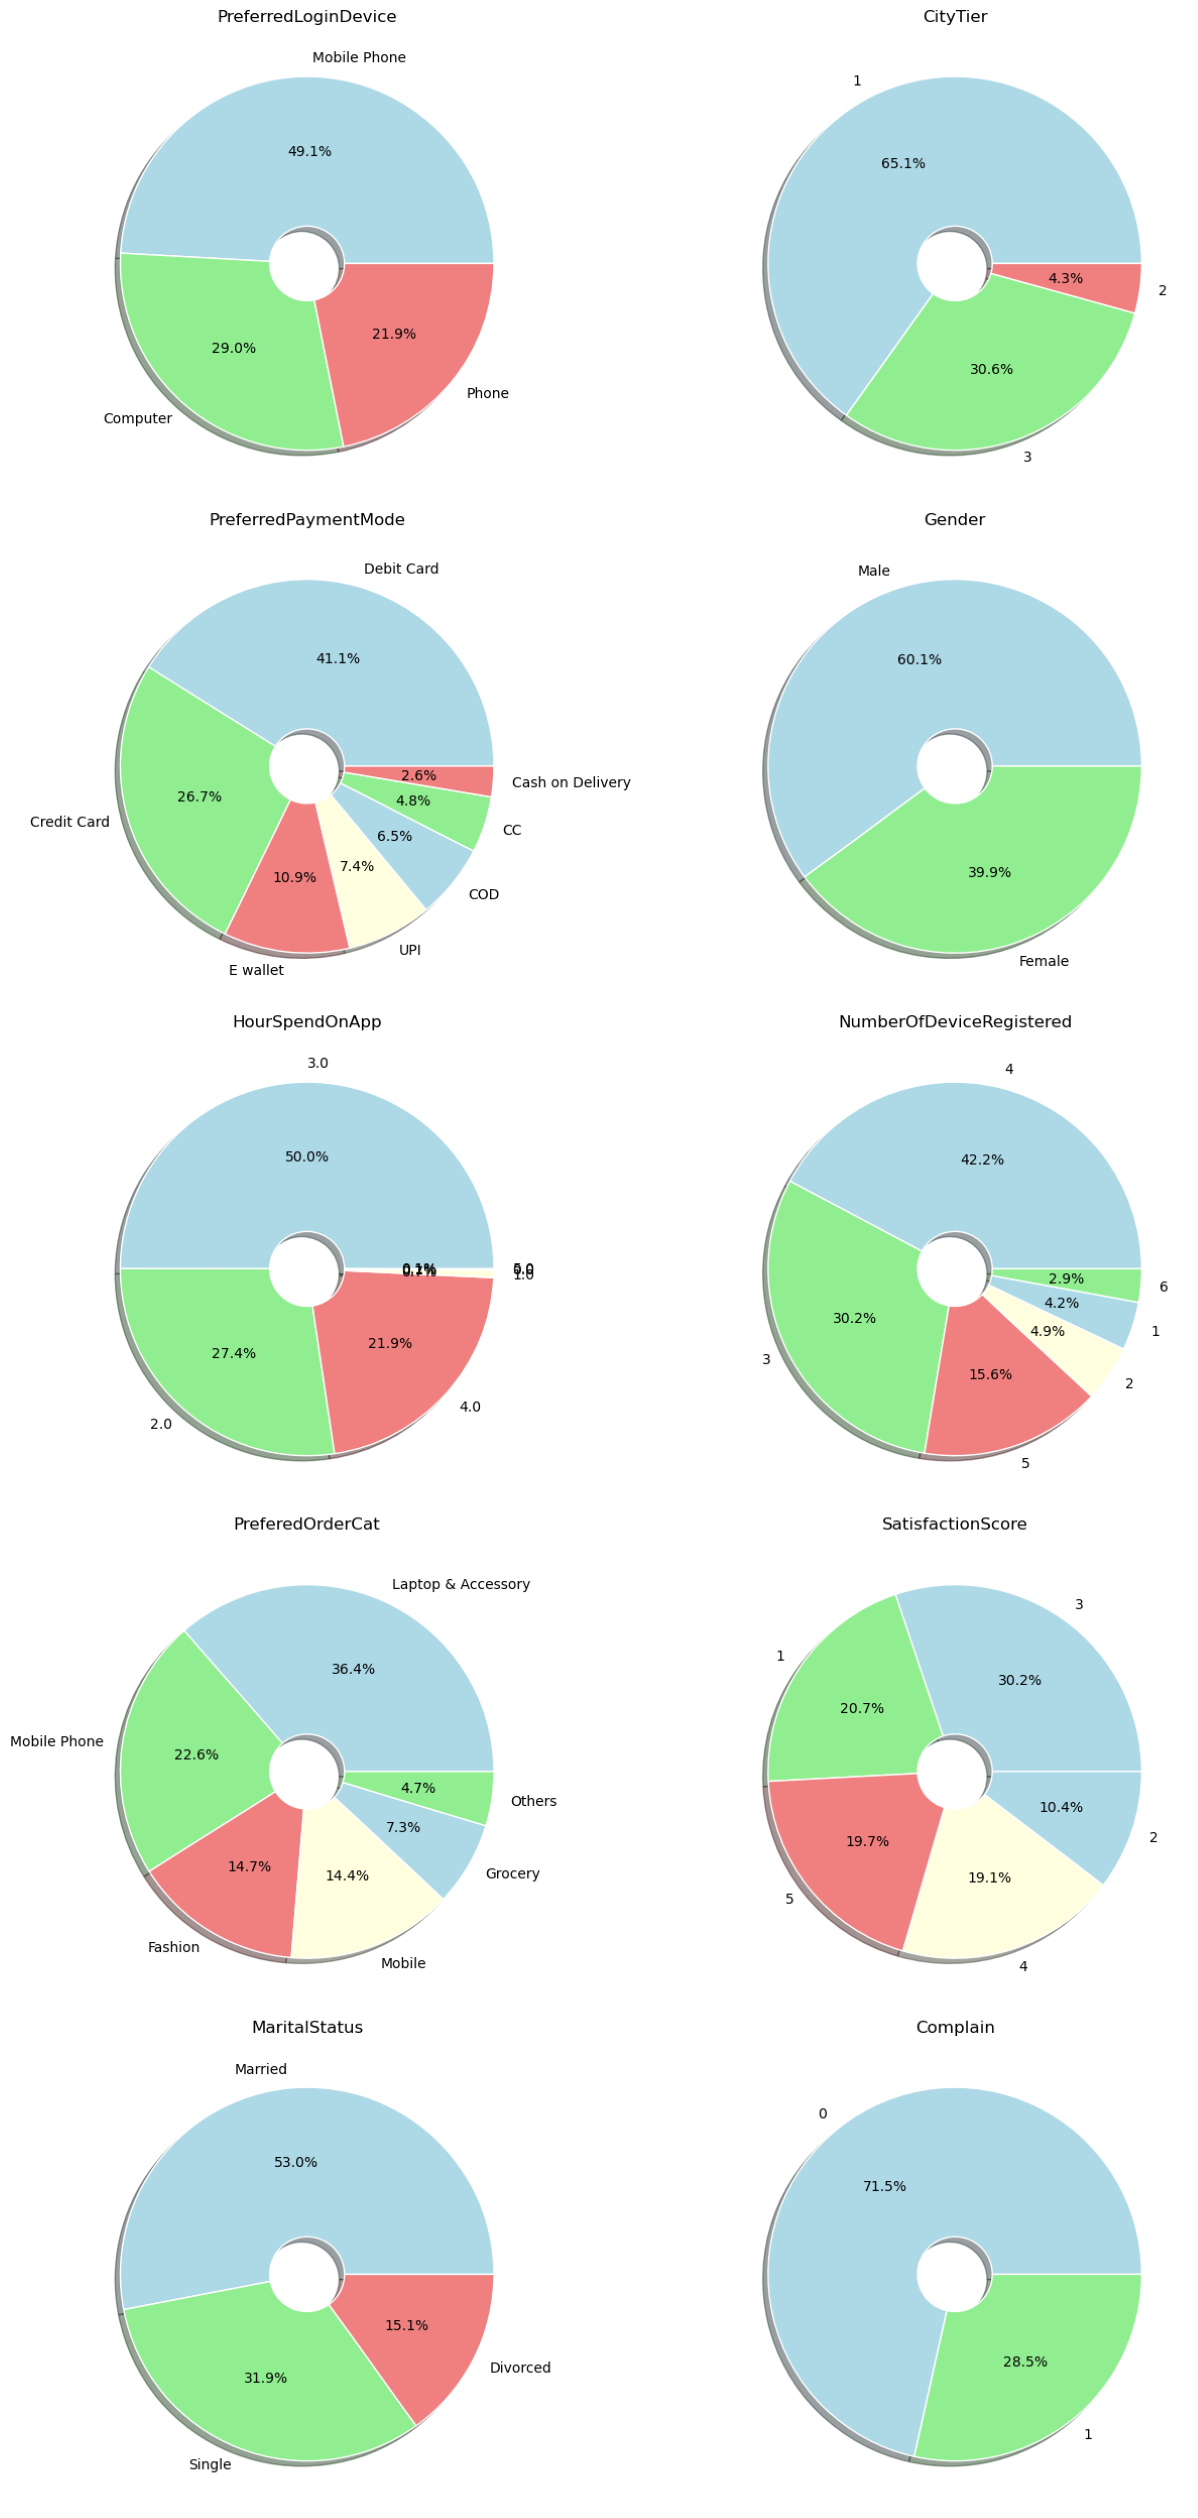 PreferredLoginDevice
Mobile Phone
49.1%
29.0%
21.9%
Computer
Phone
CityTier
1
65.1%
4.3%
2
30.6%
3
PreferredPaymentMode
Debit Card
41.1%
26.7%
Credit Card
10.9%
E wallet
7.4%
UPI
6.5%
COD
4.8%
CC
2.6%
Cash on Delivery
Gender
Male
60.1%
39.9%
Female
HourSpendOnApp
3.0
50.0%
27.4%
2.0
21.9%
4.0
0.1%
1.0
NumberOfDeviceRegistered
4
42.2%
30.2%
3
15.6%
5
4.9%
2
4.2%
1
2.9%
6
PreferedOrderCat
Laptop & Accessory
36.4%
Mobile Phone
22.6%
14.7%
Fashion
14.4%
Mobile
7.3%
Grocery
4.7%
Others
SatisfactionScore
3
30.2%
1
20.7%
19.7%
5
19.1%
4
10.4%
2
MaritalStatus
Married
53.0%
31.9%
Single
15.1%
Divorced
Complain
0
71.5%
28.5%
1